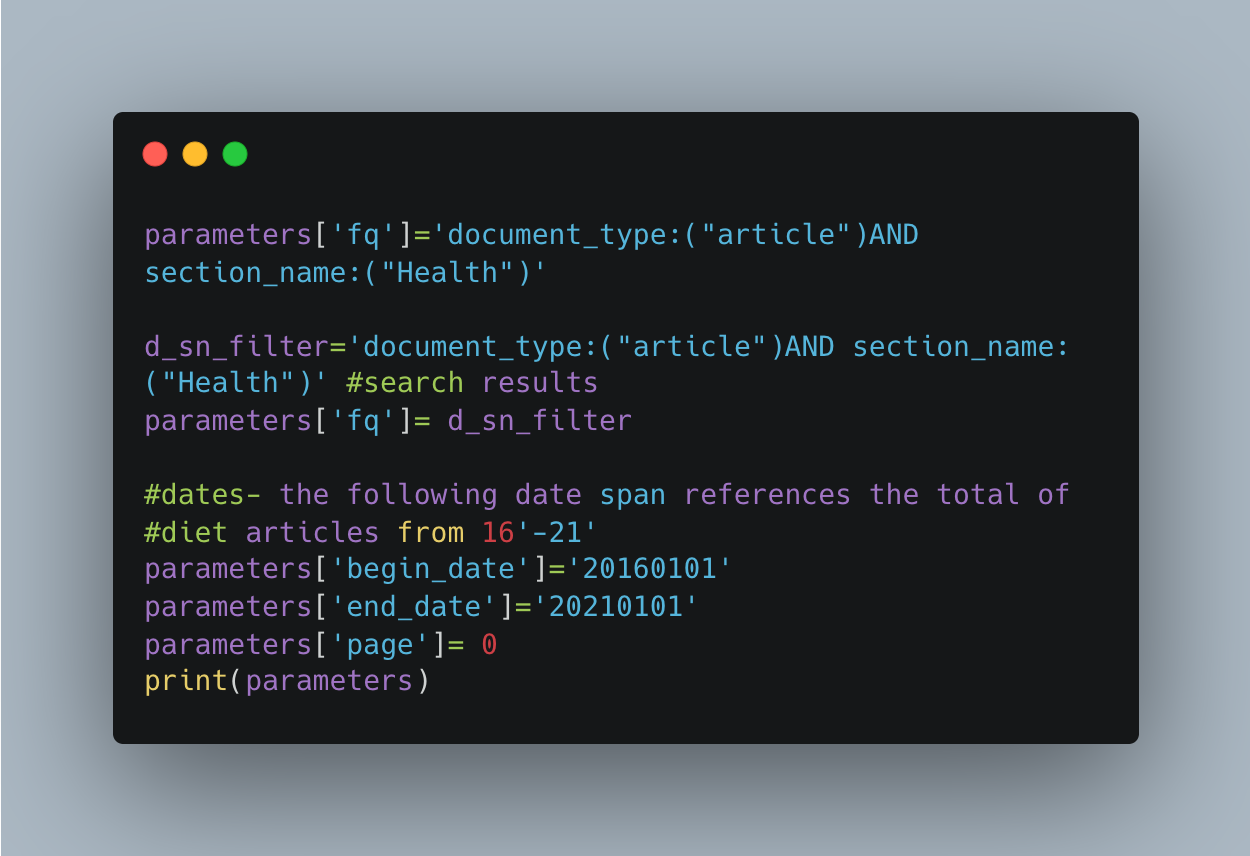 parameters['fq']='document_type:("article")AND
section_name:("Health")'
d_sn_filter='document_type:("article")AND section_name:
("Health")' #search results
parameters['fq']= d_sn_filter
#dates- the following date span references the total of
#diet articles from 16'-21'
parameters['begin_date']='20160101'
parameters['end_date']='20210101'
parameters['page']= 0
print(parameters)